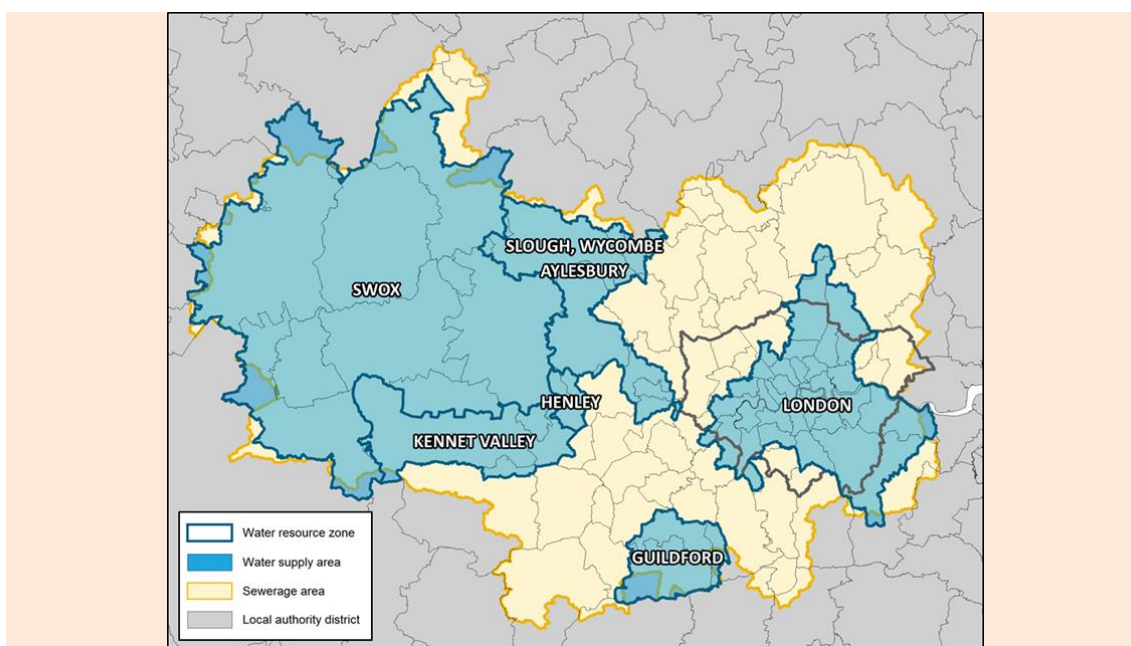 SLOUGH, WYCOMBE
AYLESBURY
SWOX
HENLEY
LONDON
KENNET VALLEY
GUILDFORD
Water resource zone
Water supply area
Sewerage area
Local authority district